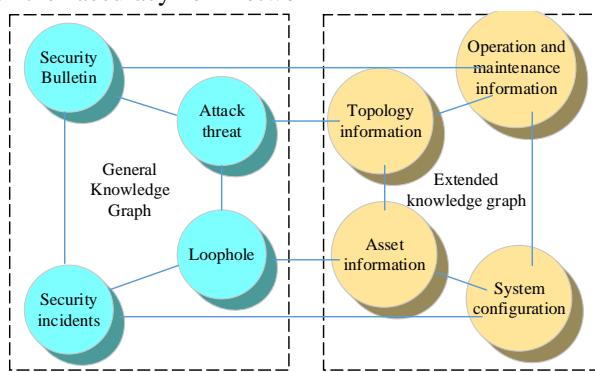 Security
Bulletin
Operation and
maintenance
information
Attack
threat
Topology
information
General
Knowledge
Graph
Extended
knowledge graph
Loophole
Asset
information
Security
incidents
System
configuration